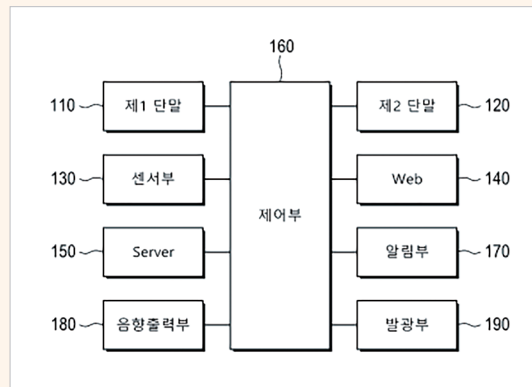 160
110 제1 단말 제2 단말 120
130 센서부 Web 140
제어부
150 Server 알림부 170
180 음향출력부 발광부 190